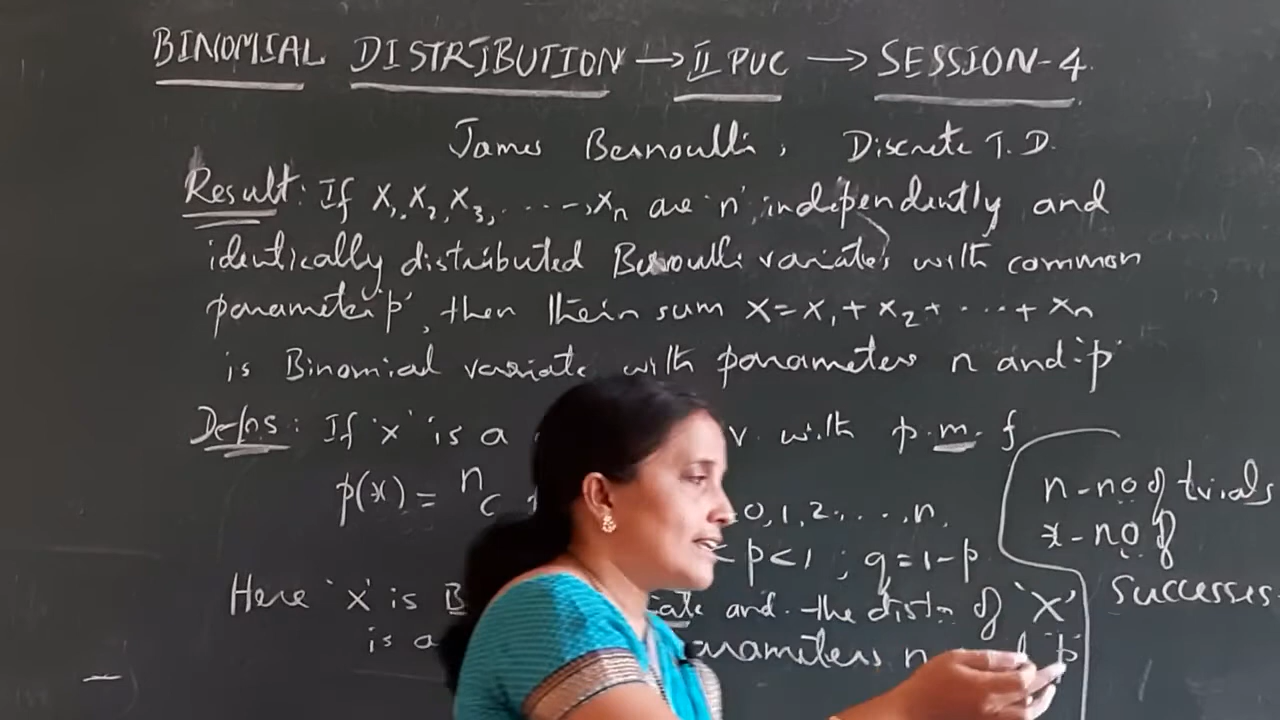 BINOMIAL DISTRIBUTION → II PUC → SESSION-4.
James Bernoulli, Discrete T.D.
Result: If X₁, X₂, X₃, ....., Xn are 'n' independently and
identically distributed Bernoulli variates with common
parameter 'p', then their sum X = X₁ + X₂ + ... + Xn
is Binomial variate with parameters n and 'p'
Defns: If 'X' is a v. with p.m.f
p(x) = n c 0, 1, 2, ..., n.
p<1 ; q=1-p
n-no of trials
x-no of
successes.
Here 'X' is B and the distn of 'X'
is a parameters n 'p'